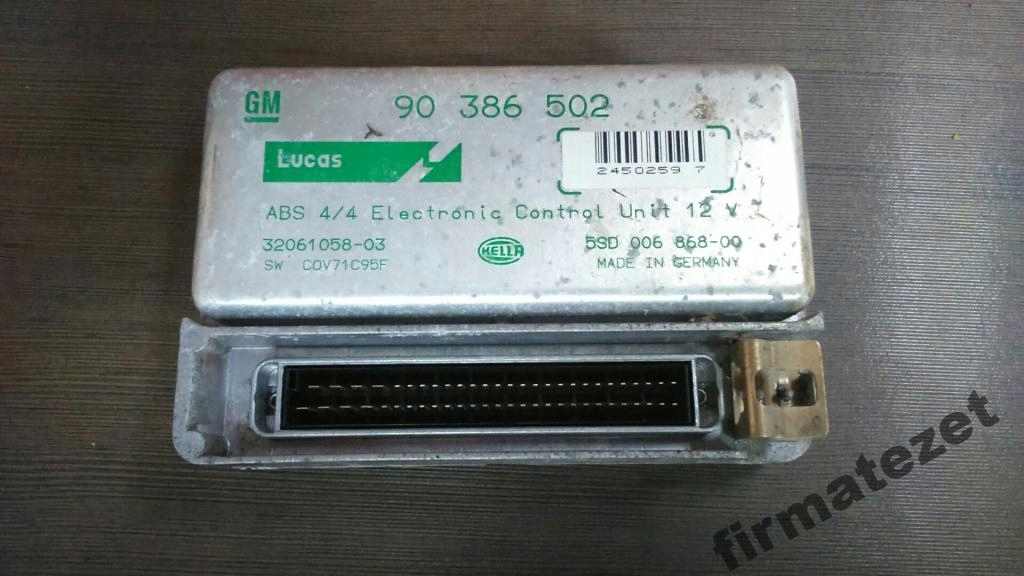 GM 90 386 502
Lucas
2450259 7
ABS 4/4 Electronic Control Unit 12 V
32061058-03 HELLA 5SD 006 868-00
SW COV71C95F MADE IN GERMANY
firmatezet